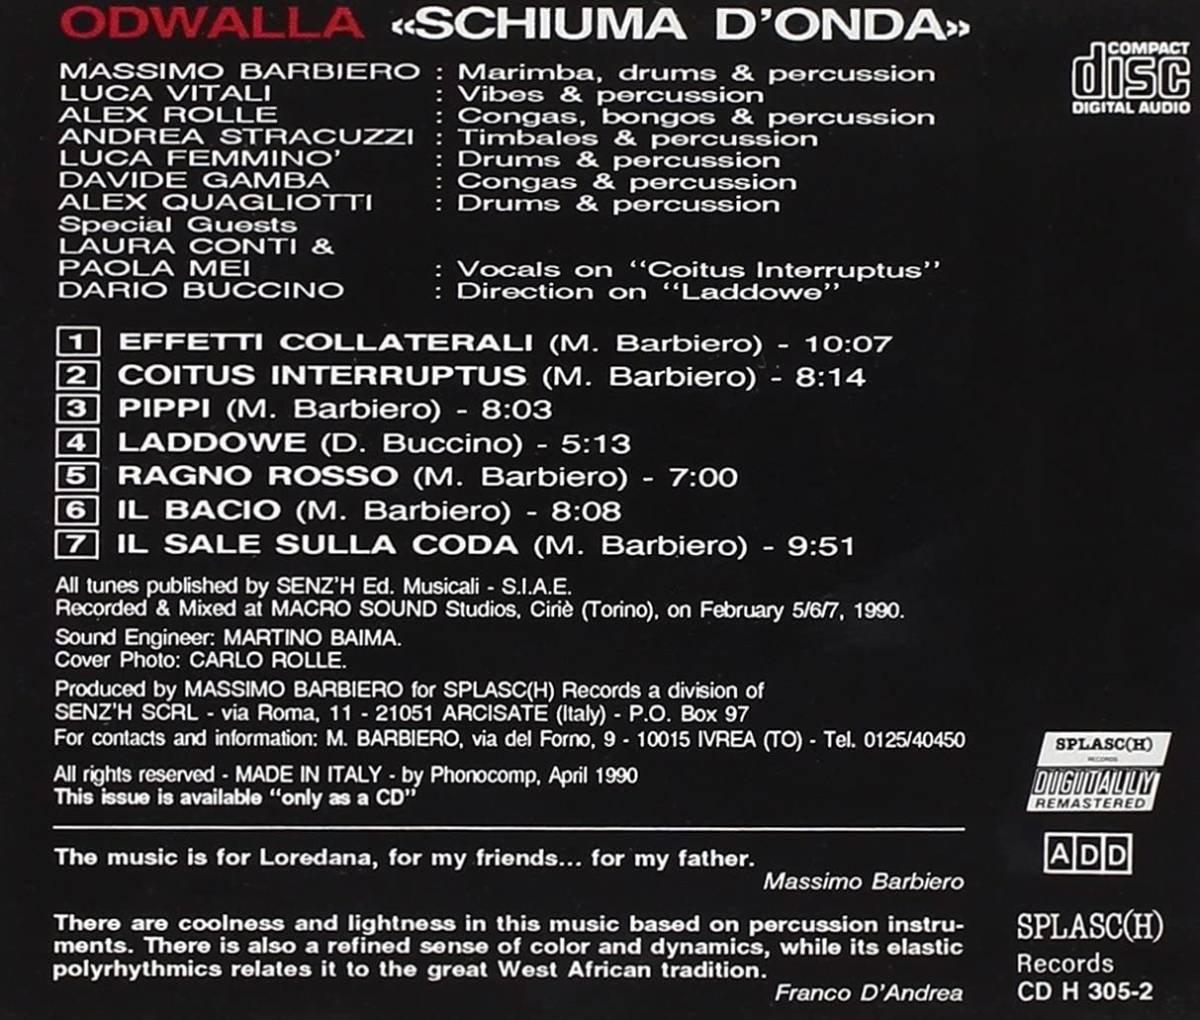 ODWALLA «SCHIUMA D'ONDA»
COMPACT
disc
DIGITAL AUDIO
MASSIMO BARBIERO : Marimba, drums & percussion
LUCA VITALI : Vibes & percussion
ALEX ROLLE : Congas, bongos & percussion
ANDREA STRACUZZI : Timbales & percussion
LUCA FEMMINO' : Drums & percussion
DAVIDE GAMBA : Congas & percussion
ALEX QUAGLIOTTI : Drums & percussion
Special Guests
LAURA CONTI &
PAOLA MEI : Vocals on "Coitus Interruptus"
DARIO BUCCINO : Direction on "Laddowe"
1 EFFETTI COLLATERALI (M. Barbiero) - 10:07
2 COITUS INTERRUPTUS (M. Barbiero) - 8:14
3 PIPPI (M. Barbiero) - 8:03
4 LADDOWE (D. Buccino) - 5:13
5 RAGNO ROSSO (M. Barbiero) - 7:00
6 IL BACIO (M. Barbiero) - 8:08
7 IL SALE SULLA CODA (M. Barbiero) - 9:51
All tunes published by SENZ'H Ed. Musicali - S.I.A.E.
Recorded & Mixed at MACRO SOUND Studios, Ciriè (Torino), on February 5/6/7, 1990.
Sound Engineer: MARTINO BAIMA.
Cover Photo: CARLO ROLLE.
Produced by MASSIMO BARBIERO for SPLASC(H) Records a division of
SENZ'H SCRL - via Roma, 11 - 21051 ARCISATE (Italy) - P.O. Box 97
For contacts and information: M. BARBIERO, via del Forno, 9 - 10015 IVREA (TO) - Tel. 0125/40450
All rights reserved - MADE IN ITALY - by Phonocomp, April 1990
This issue is available "only as a CD"
The music is for Loredana, for my friends... for my father.
Massimo Barbiero
There are coolness and lightness in this music based on percussion instru-
ments. There is also a refined sense of color and dynamics, while its elastic
polyrhythmics relates it to the great West African tradition.
Franco D'Andrea
SPLASC(H)
RECORDS
DIGITALLY
REMASTERED
ADD
SPLASC(H)
Records
CD H 305-2